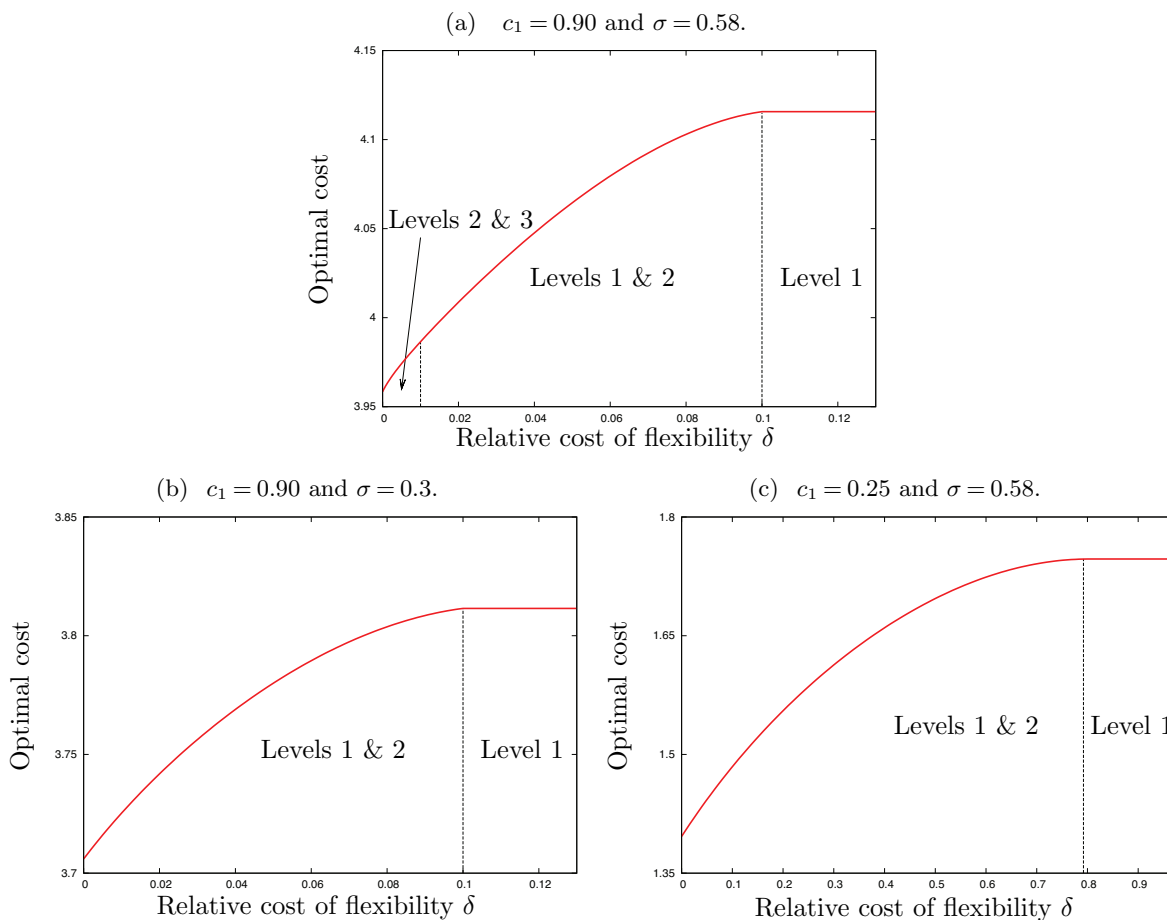 (a) c₁ = 0.90 and σ = 0.58.
4.15
4.1
4.05
4
3.95
Optimal cost
Levels 2 & 3
Levels 1 & 2
Level 1
0 0.02 0.04 0.06 0.08 0.1 0.12
Relative cost of flexibility δ
(b) c₁ = 0.90 and σ = 0.3.
3.85
3.8
3.75
3.7
Optimal cost
Levels 1 & 2
Level 1
0 0.02 0.04 0.06 0.08 0.1 0.12
Relative cost of flexibility δ
(c) c₁ = 0.25 and σ = 0.58.
1.8
1.65
1.5
1.35
Optimal cost
Levels 1 & 2
Level 1
0 0.1 0.2 0.3 0.4 0.5 0.6 0.7 0.8 0.9
Relative cost of flexibility δ